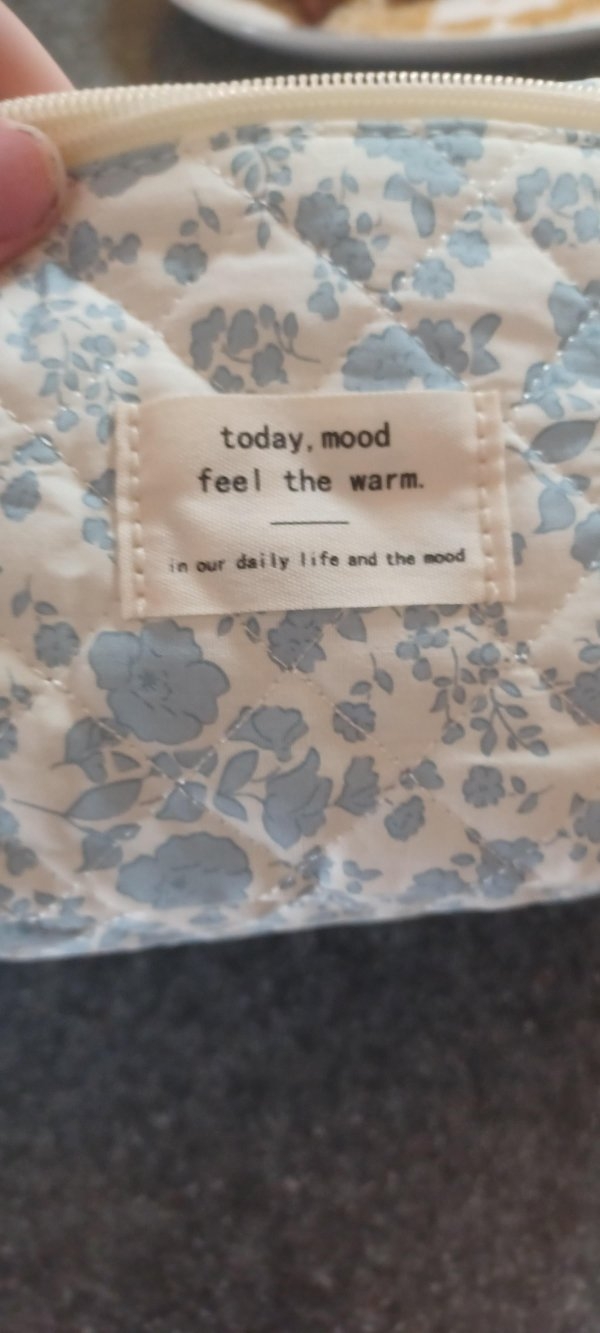 today, mood
feel the warm.
in our daily life and the mood